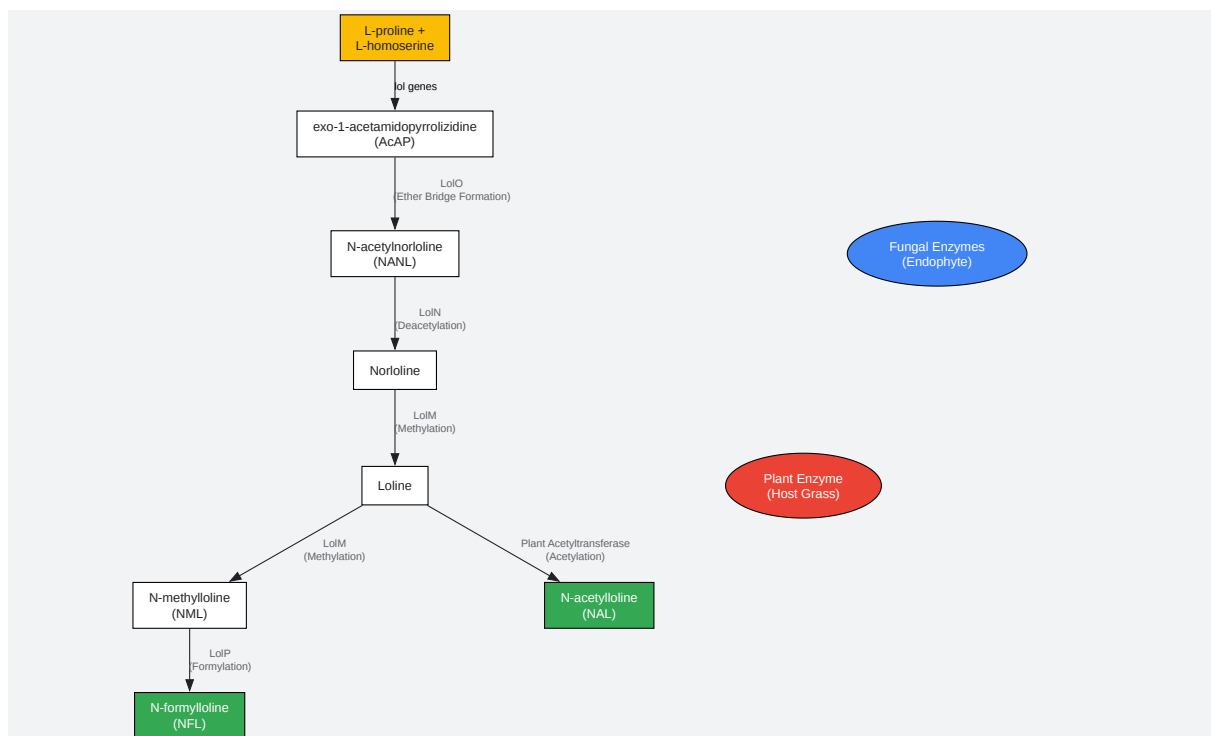 L-proline +
L-homoserine
lol genes
exo-1-acetamidopyrrolizidine
(AcAP)
LolO
(Ether Bridge Formation)
N-acetylnorloline
(NANL)
Fungal Enzymes
(Endophyte)
LolN
(Deacetylation)
Norloline
LolM
(Methylation)
Loline
Plant Enzyme
(Host Grass)
LolM
(Methylation)
Plant Acetyltransferase
(Acetylation)
N-methylloline
(NML)
N-acetylloline
(NAL)
LolP
(Formylation)
N-formylloline
(NFL)